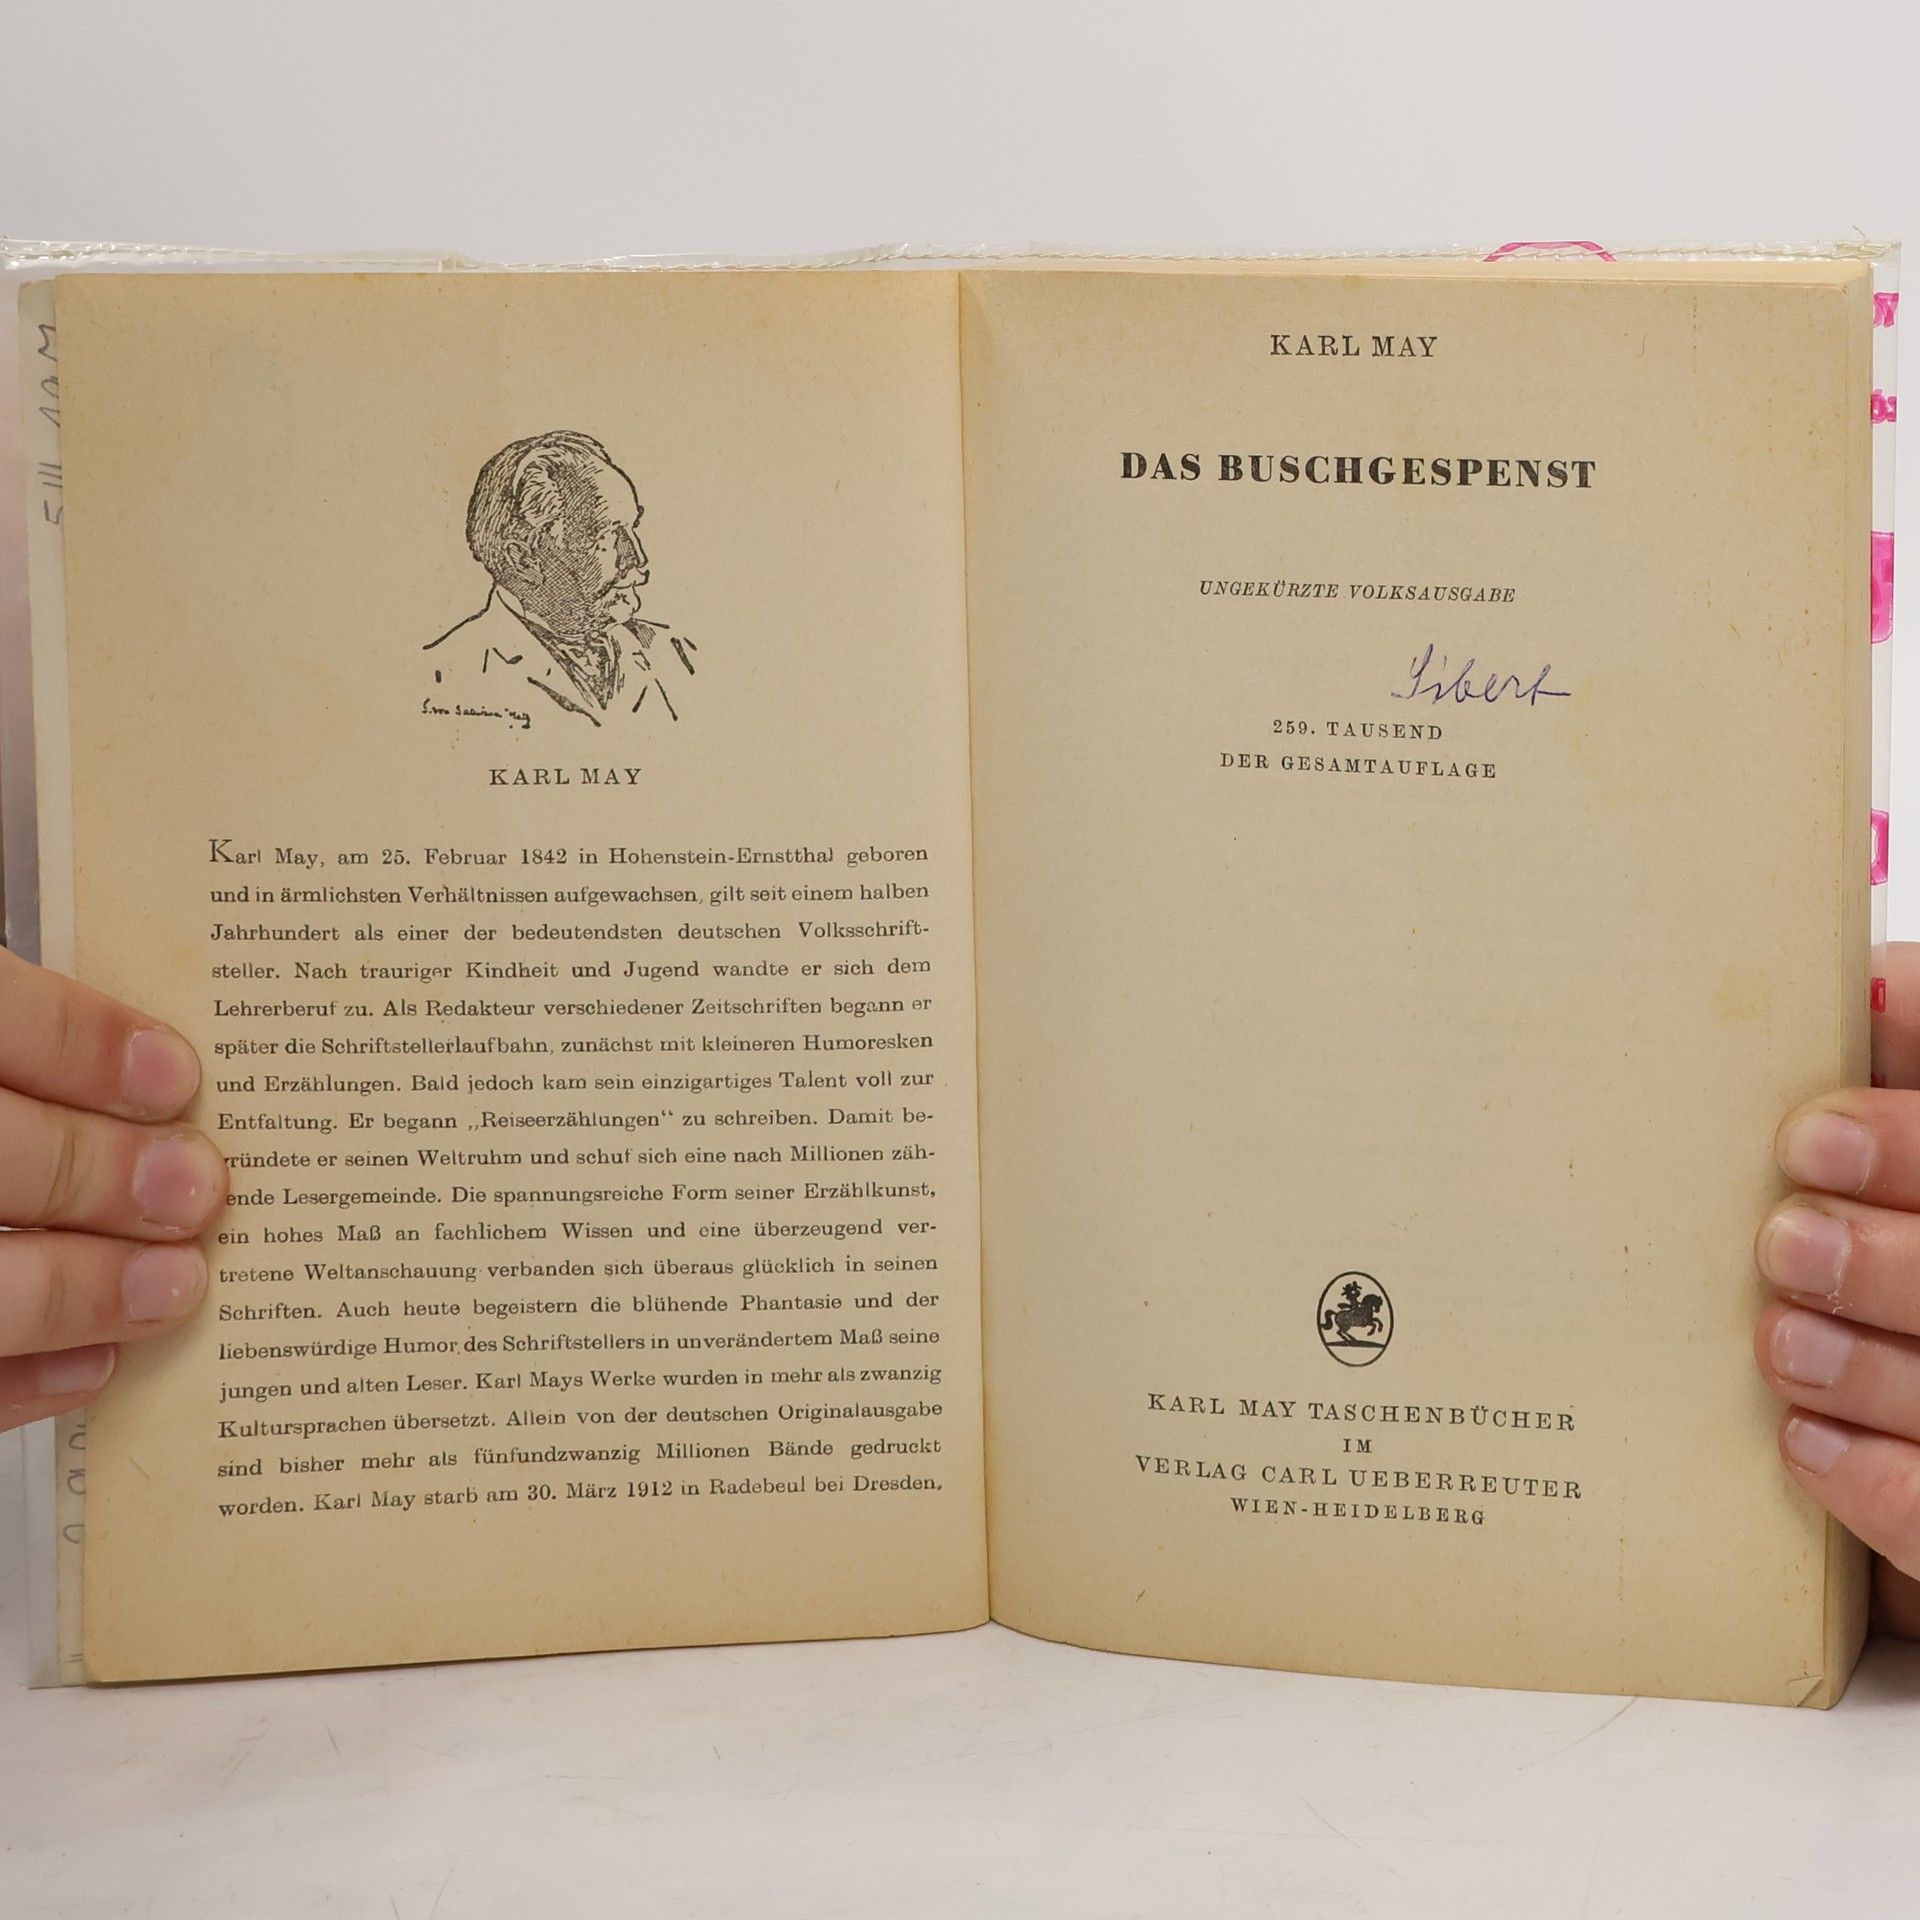 KARL MAY
Karl May, am 25. Februar 1842 in Hohenstein-Ernstthal geboren
und in ärmlichsten Verhältnissen aufgewachsen, gilt seit einem halben
Jahrhundert als einer der bedeutendsten deutschen Volksschrift-
steller. Nach trauriger Kindheit und Jugend wandte er sich dem
Lehrerberuf zu. Als Redakteur verschiedener Zeitschriften begann er
später die Schriftstellerlaufbahn, zunächst mit kleineren Humoresken
und Erzählungen. Bald jedoch kam sein einzigartiges Talent voll zur
Entfaltung. Er begann „Reiseerzählungen“ zu schreiben. Damit be-
gründete er seinen Weltruhm und schuf sich eine nach Millionen zäh-
ende Lesergemeinde. Die spannungsreiche Form seiner Erzählkunst,
ein hohes Maß an fachlichem Wissen und eine überzeugend ver-
tretene Weltanschauung verbanden sich überaus glücklich in seinen
Schriften. Auch heute begeistern die blühende Phantasie und der
liebenswürdige Humor des Schriftstellers in unverändertem Maß seine
jungen und alten Leser. Karl Mays Werke wurden in mehr als zwanzig
Kultursprachen übersetzt. Allein von der deutschen Originalausgabe
sind bisher mehr als fünfundzwanzig Millionen Bände gedruckt
worden. Karl May starb am 30. März 1912 in Radebeul bei Dresden.
KARL MAY
DAS BUSCHGESPENST
UNGEKÜRZTE VOLKSAUSGABE
Sibert
259. TAUSEND
DER GESAMTAUFLAGE
KARL MAY TASCHENBÜCHER
IM
VERLAG CARL UEBERREUTER
WIEN-HEIDELBERG